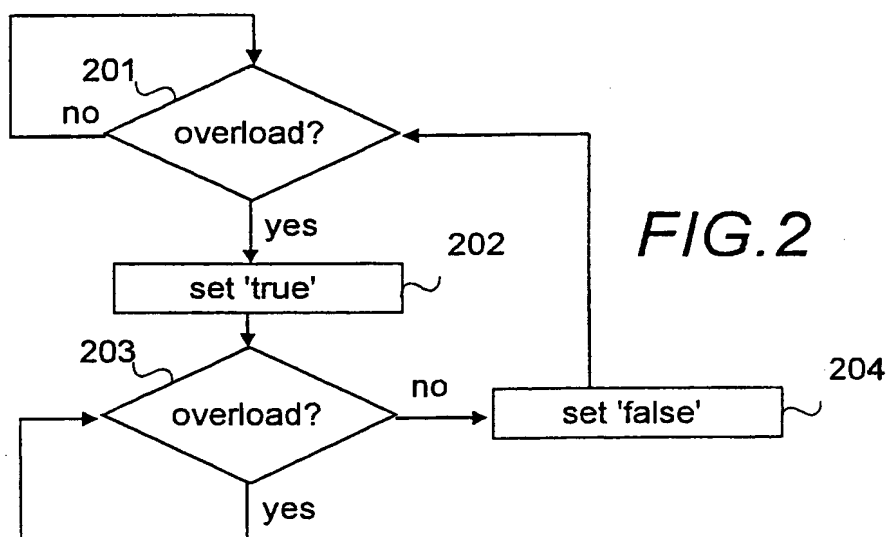 201
no
overload?
yes
FIG.2
202
set 'true'
203
overload?
no
204
set 'false'
yes